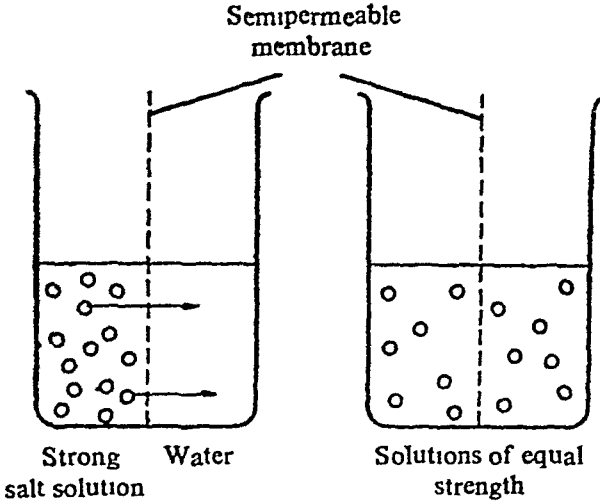 Semipermeable
membrane
Strong
salt solution
Water
Solutions of equal
strength